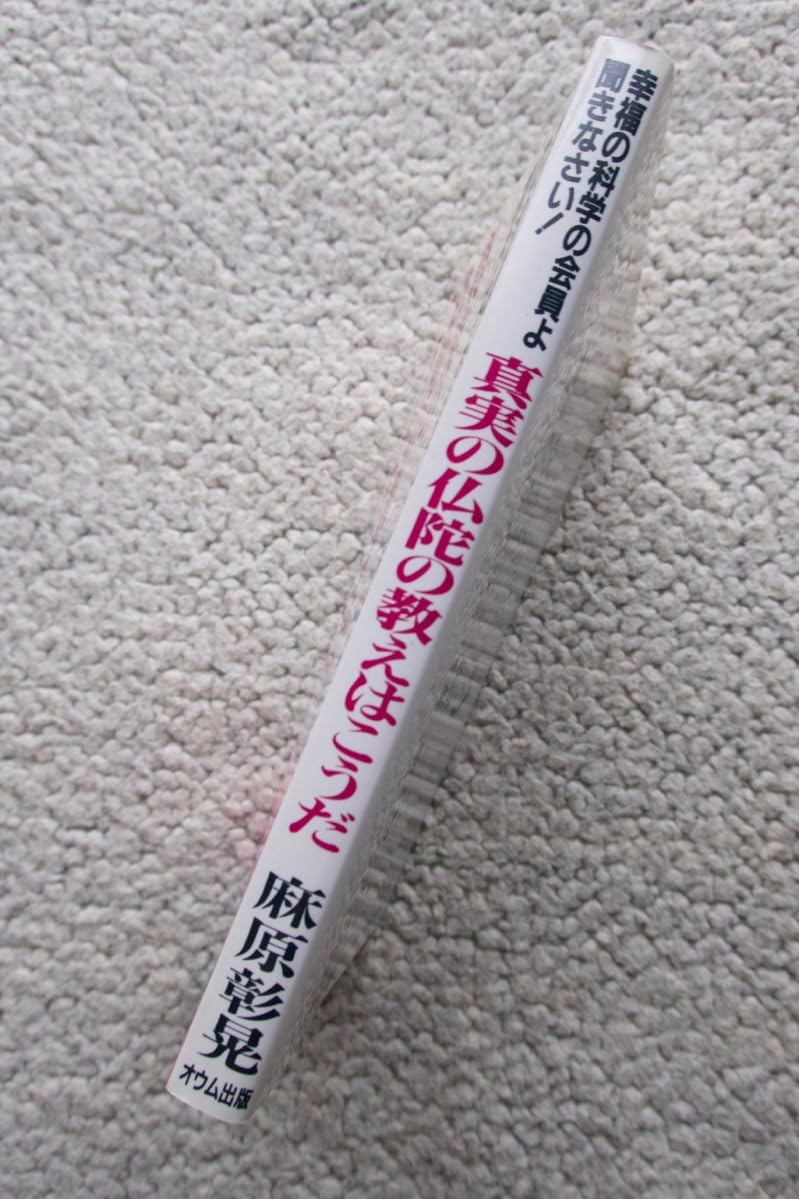 幸福の科学の会員よ
聞きなさい!
真実の仏陀の教えはこうだ
麻原彰晃
オウム出版